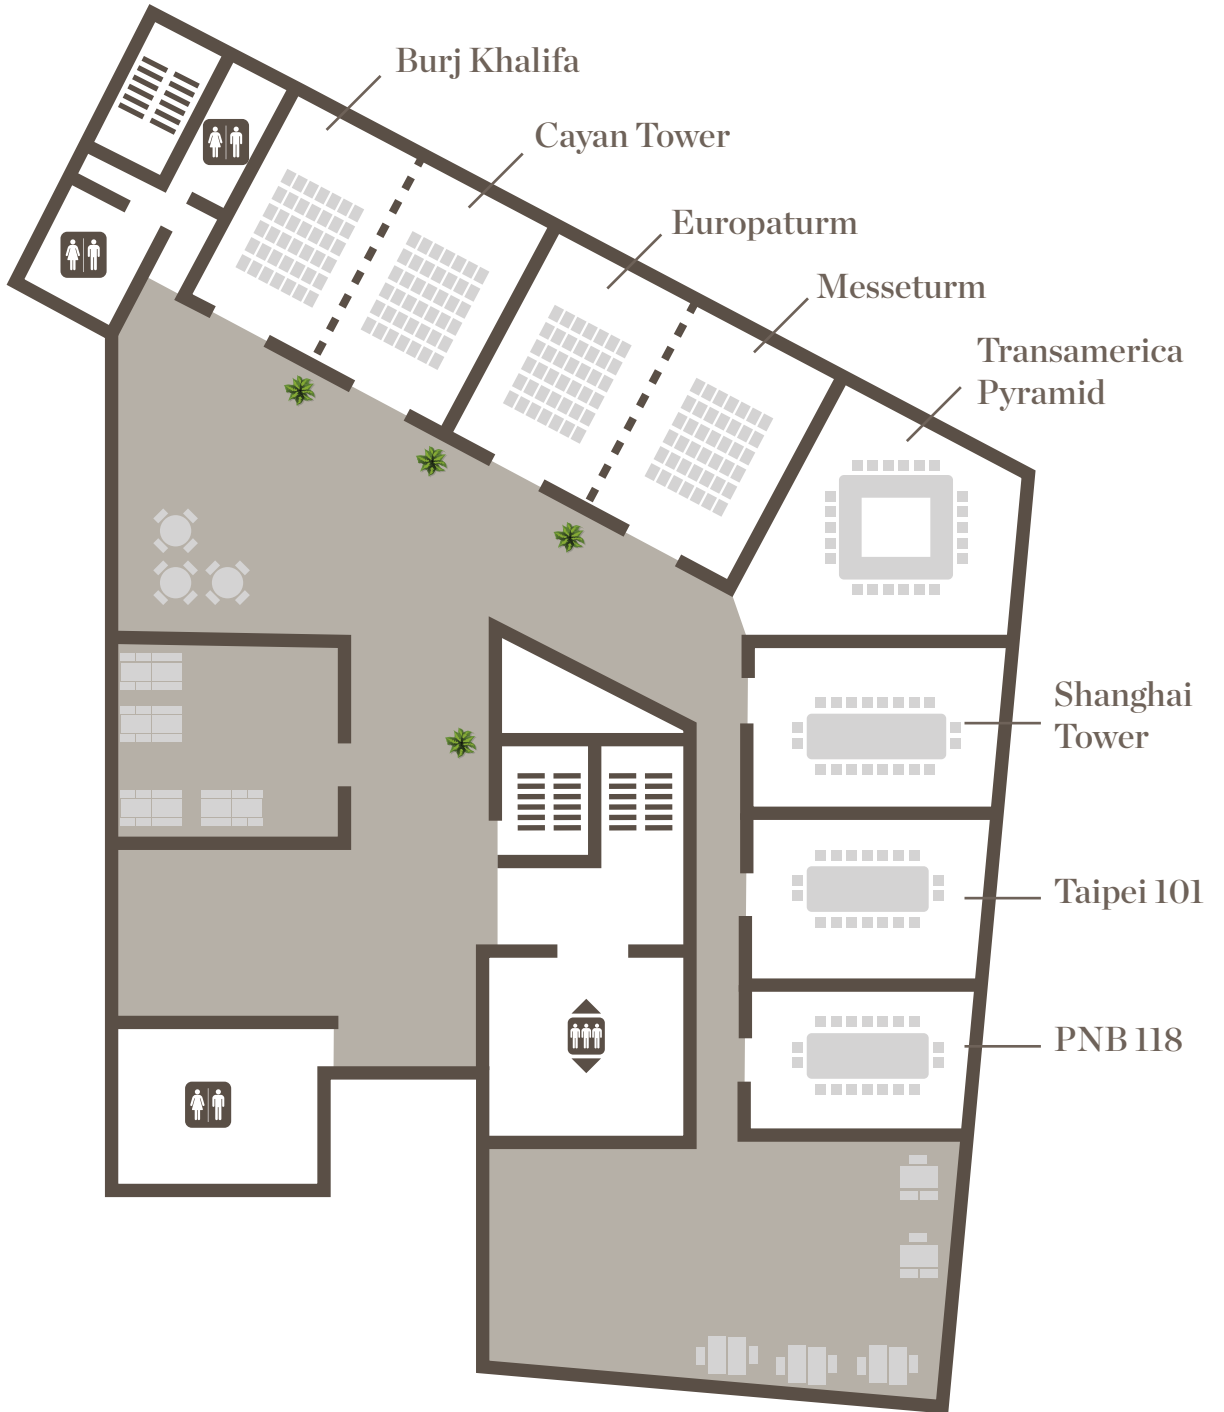 Burj Khalifa
Cayan Tower
Europaturm
Messeturm
Transamerica
Pyramid
Shanghai
Tower
Taipei 101
PNB 118